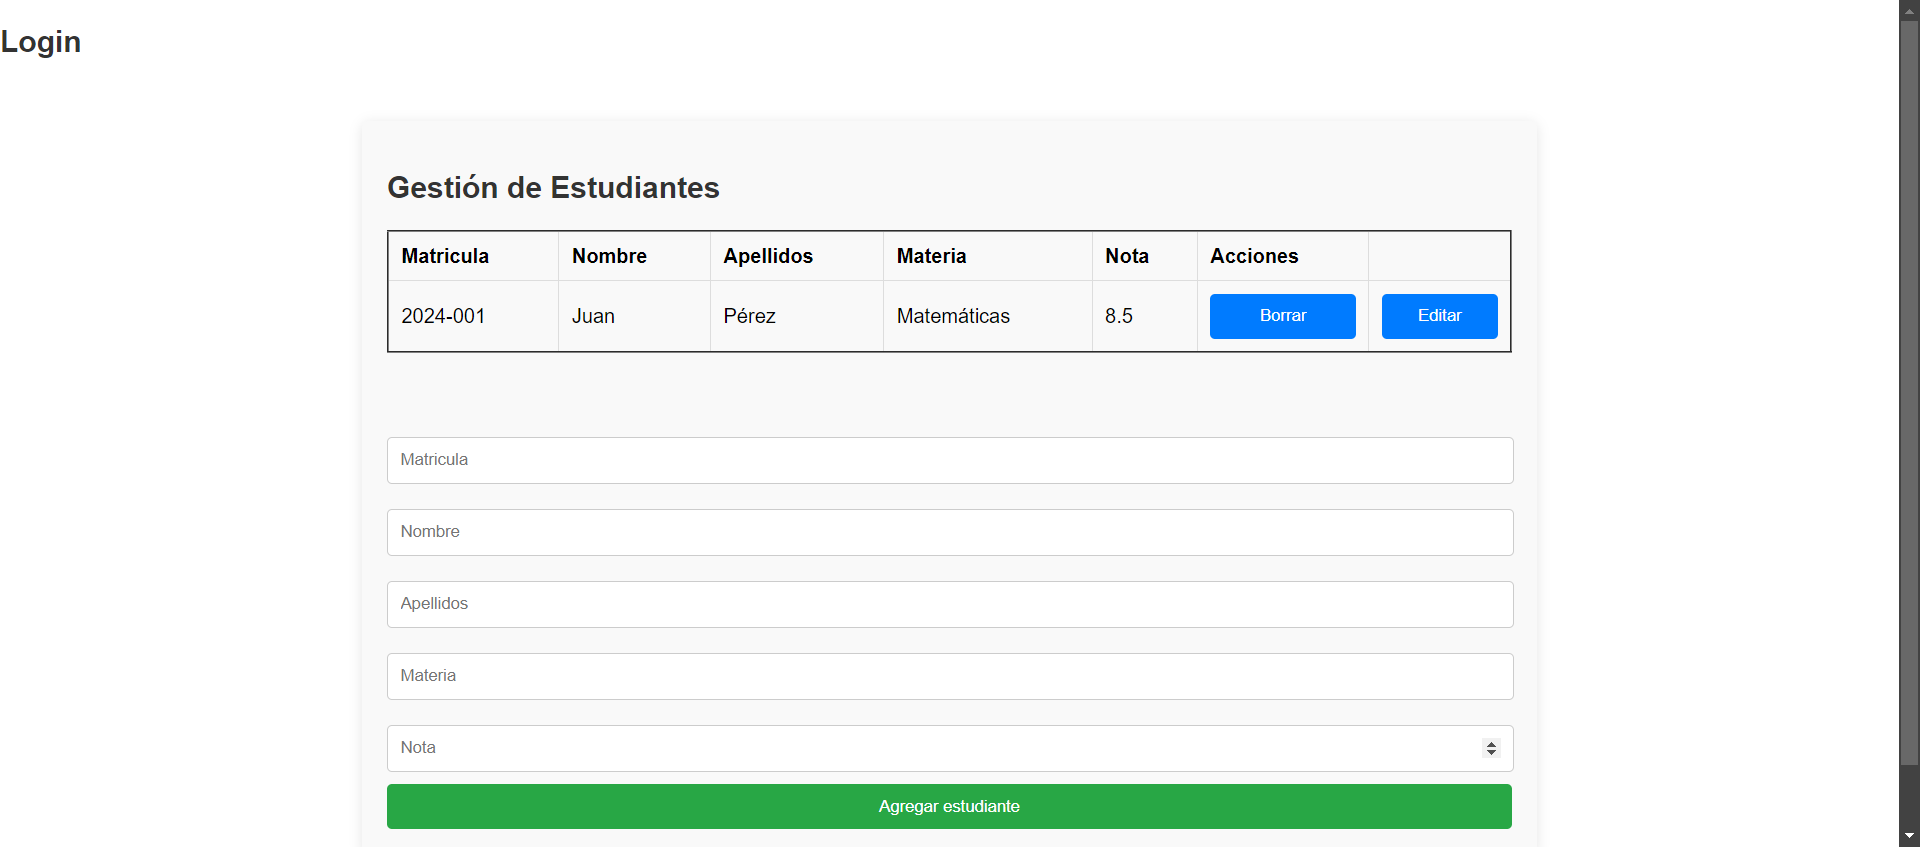 Login
Gestión de Estudiantes
Matricula Nombre Apellidos Materia Nota Acciones
2024-001 Juan Pérez Matemáticas 8.5 Borrar Editar
Matricula
Nombre
Apellidos
Materia
Nota
Agregar estudiante